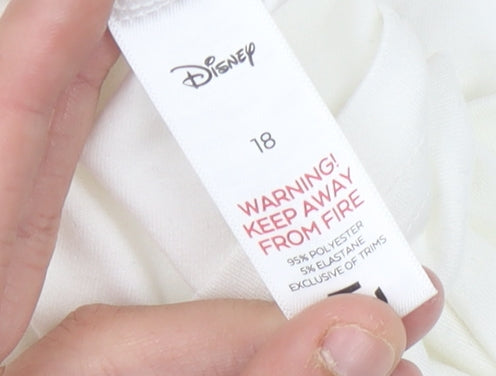 Disney
18
WARNING!
KEEP AWAY
FROM FIRE
95% POLYESTER
5% ELASTANE
EXCLUSIVE OF TRIMS